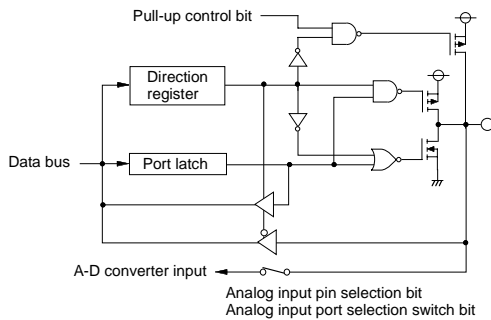 Pull-up control bit
Direction
register
Data bus
Port latch
A-D converter input
Analog input pin selection bit
Analog input port selection switch bit